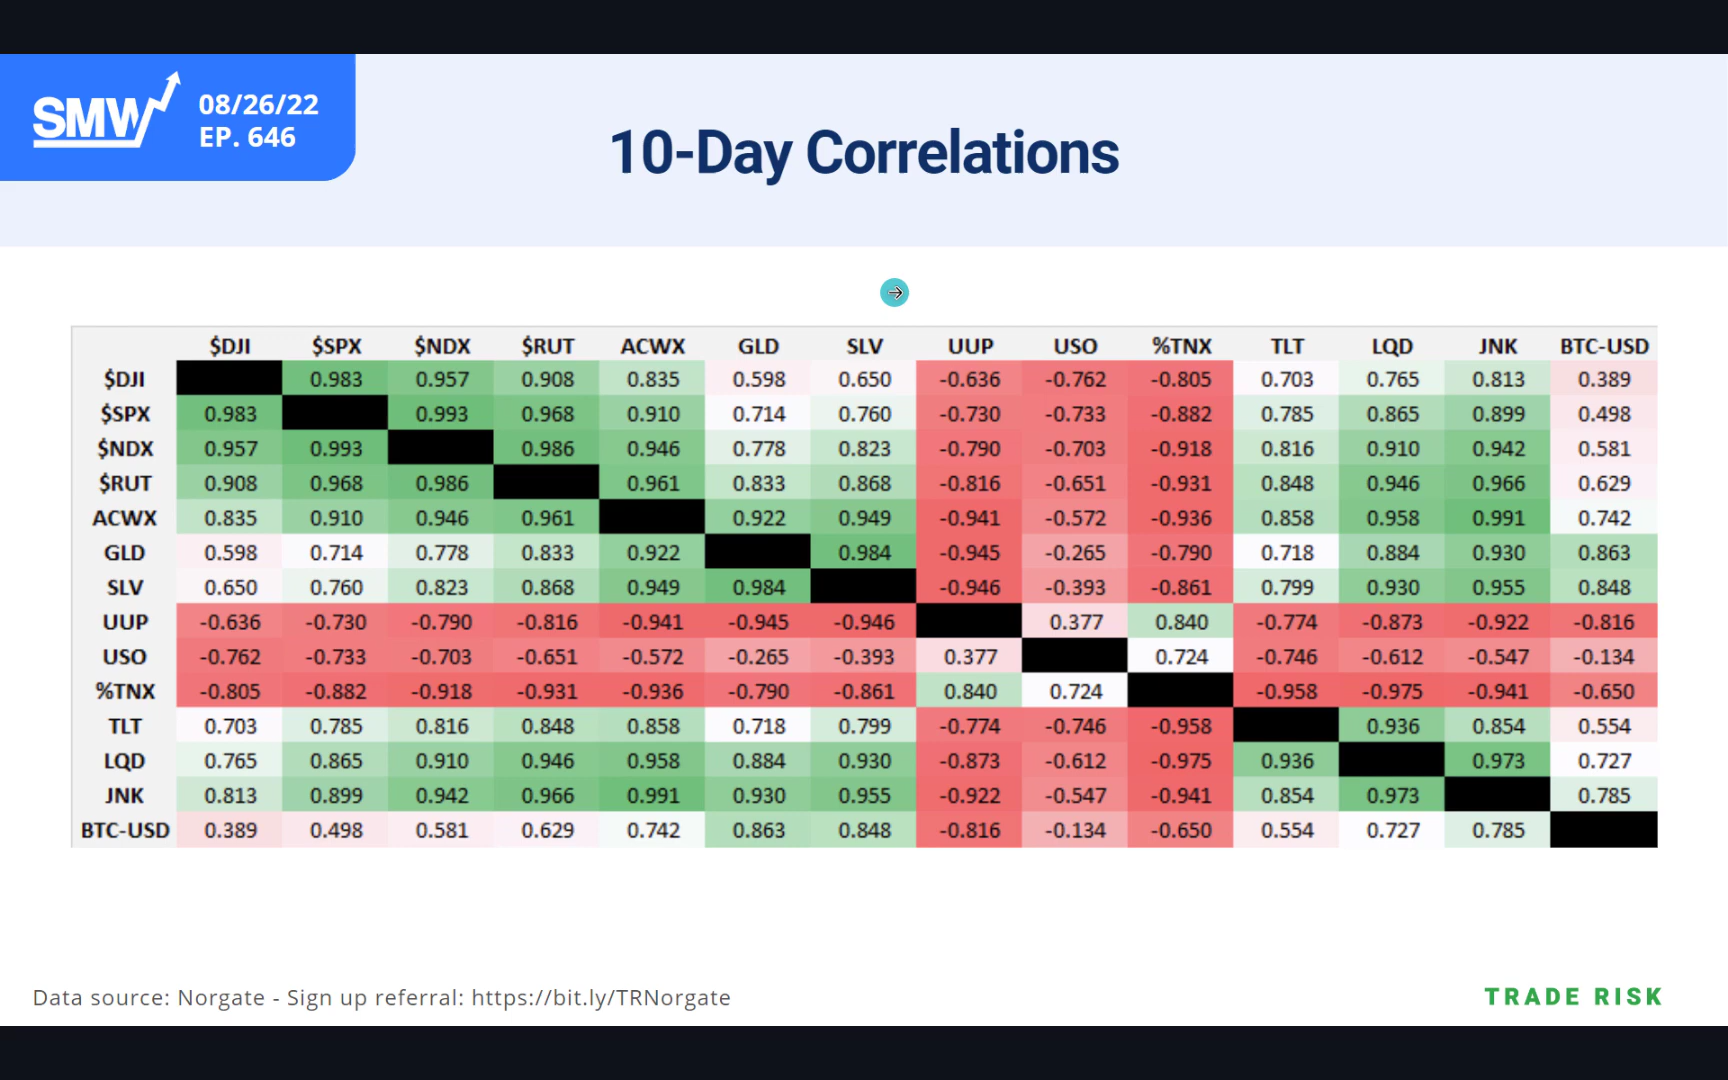 SMW
08/26/22
EP. 646
10-Day Correlations
$DJI $SPX $NDX $RUT ACWX GLD SLV UUP USO %TNX TLT LQD JNK BTC-USD
$DJI 0.983 0.957 0.908 0.835 0.598 0.650 -0.636 -0.762 -0.805 0.703 0.765 0.813 0.389
$SPX 0.983 0.993 0.968 0.910 0.714 0.760 -0.730 -0.733 -0.882 0.785 0.865 0.899 0.498
$NDX 0.957 0.993 0.986 0.946 0.778 0.823 -0.790 -0.703 -0.918 0.816 0.910 0.942 0.581
$RUT 0.908 0.968 0.986 0.961 0.833 0.868 -0.816 -0.651 -0.931 0.848 0.946 0.966 0.629
ACWX 0.835 0.910 0.946 0.961 0.922 0.949 -0.941 -0.572 -0.936 0.858 0.958 0.991 0.742
GLD 0.598 0.714 0.778 0.833 0.922 0.984 -0.945 -0.265 -0.790 0.718 0.884 0.930 0.863
SLV 0.650 0.760 0.823 0.868 0.949 0.984 -0.946 -0.393 -0.861 0.799 0.930 0.955 0.848
UUP -0.636 -0.730 -0.790 -0.816 -0.941 -0.945 -0.946 0.377 0.840 -0.774 -0.873 -0.922 -0.816
USO -0.762 -0.733 -0.703 -0.651 -0.572 -0.265 -0.393 0.377 0.724 -0.746 -0.612 -0.547 -0.134
%TNX -0.805 -0.882 -0.918 -0.931 -0.936 -0.790 -0.861 0.840 0.724 -0.958 -0.975 -0.941 -0.650
TLT 0.703 0.785 0.816 0.848 0.858 0.718 0.799 -0.774 -0.746 -0.958 0.936 0.854 0.554
LQD 0.765 0.865 0.910 0.946 0.958 0.884 0.930 -0.873 -0.612 -0.975 0.936 0.973 0.727
JNK 0.813 0.899 0.942 0.966 0.991 0.930 0.955 -0.922 -0.547 -0.941 0.854 0.973 0.785
BTC-USD 0.389 0.498 0.581 0.629 0.742 0.863 0.848 -0.816 -0.134 -0.650 0.554 0.727 0.785
Data source: Norgate - Sign up referral: https://bit.ly/TRNorgate
TRADE RISK